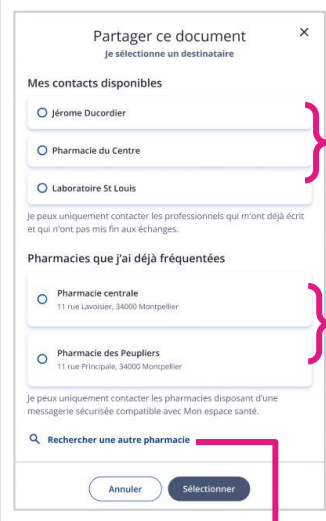 Partager ce document
Je sélectionne un destinataire
Mes contacts disponibles
Jérome Ducordier
Pharmacie du Centre
Laboratoire St Louis
Je peux uniquement contacter les professionnels qui m'ont déjà écrit
et qui n'ont pas mis fin aux échanges.
Pharmacies que j'ai déjà fréquentées
Pharmacie centrale
11 rue Lavoisier, 34000 Montpellier
Pharmacie des Peupliers
11 rue Principale, 34000 Montpellier
Je peux uniquement contacter les pharmacies disposant d'une
messagerie sécurisée compatible avec Mon espace santé.
Rechercher une autre pharmacie
Annuler
Sélectionner